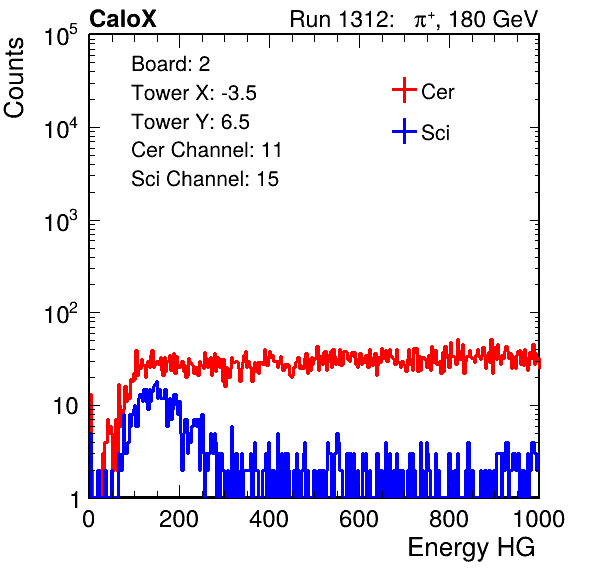 CaloX Run 1312: π⁺, 180 GeV
Counts
10⁵
10⁴
10³
10²
10
1
Board: 2
Tower X: -3.5
Tower Y: 6.5
Cer Channel: 11
Sci Channel: 15
Cer
Sci
0 200 400 600 800 1000
Energy HG